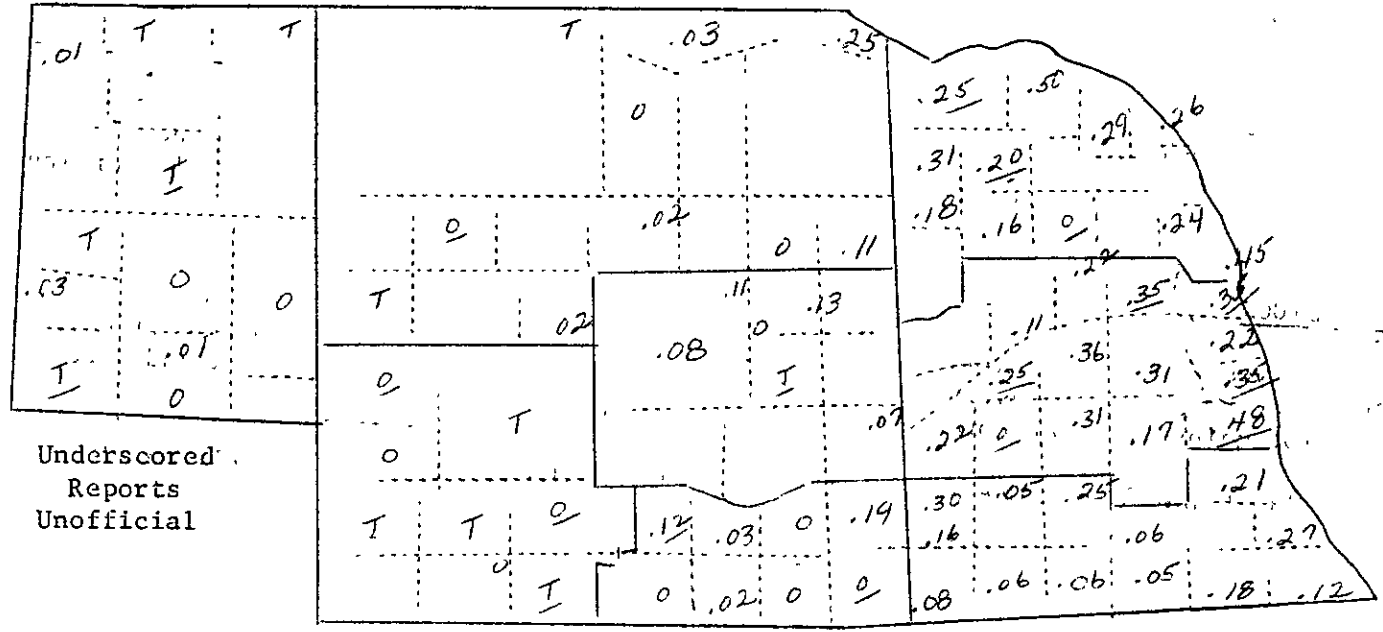 .01 T T T .03 .25
.25 .50
0 .29 .26
T .31 .20
0 .02 .18 .16 0 .24
T 0 .11
.22 .45
0 0 T .11 .13 .35
.02 0 .11
.01 .08 .36 .22
T 0 T .25 .31 .35
0 T .07 .22 0 .31 .17 .48
0
Underscored
Reports
Unofficial
.30 .05 .25 .21
T T 0 .12 .03 0 .19 .16 .06 .27
0 T 0 .02 0 0 .08 .06 .06 .05 .18 .12